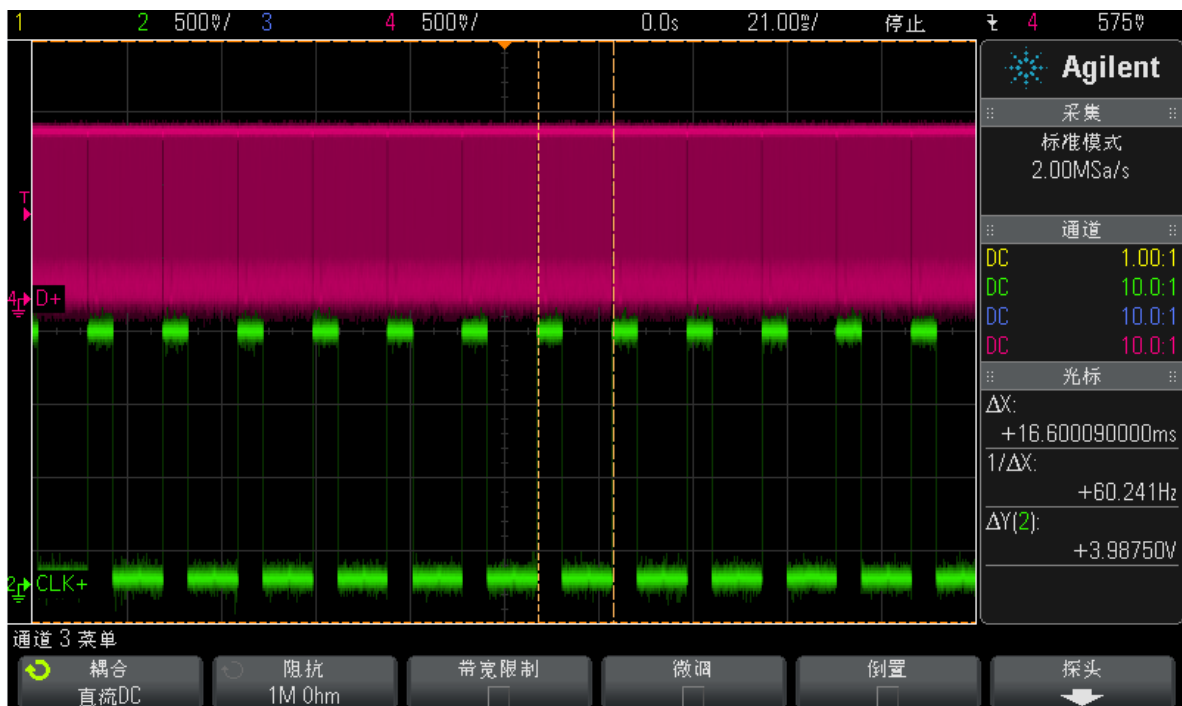 1 2 500mV/ 3 4 500mV/ 0.0s 21.00ms/ 停止 4 575mV
Agilent
采集
标准模式
2.00MSa/s
通道
DC 1.00:1
DC 10.0:1
DC 10.0:1
DC 10.0:1
光标
ΔX:
+16.600090000ms
1/ΔX:
+60.241Hz
ΔY(2):
+3.98750V
T
4 D+
2 CLK+
通道 3 菜单
耦合 阻抗 带宽限制 微调 倒置 探头
直流DC 1M Ohm